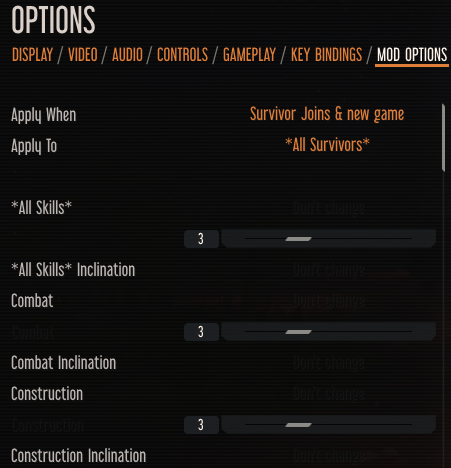 OPTIONS
DISPLAY / VIDEO / AUDIO / CONTROLS / GAMEPLAY / KEY BINDINGS / MOD OPTIONS
Apply When Survivor Joins & new game
Apply To *All Survivors*
*All Skills* Don't change
3
*All Skills* Inclination Don't change
Combat Don't change
Combat 3
Combat Inclination Don't change
Construction Don't change
Construction 3
Construction Inclination Don't change